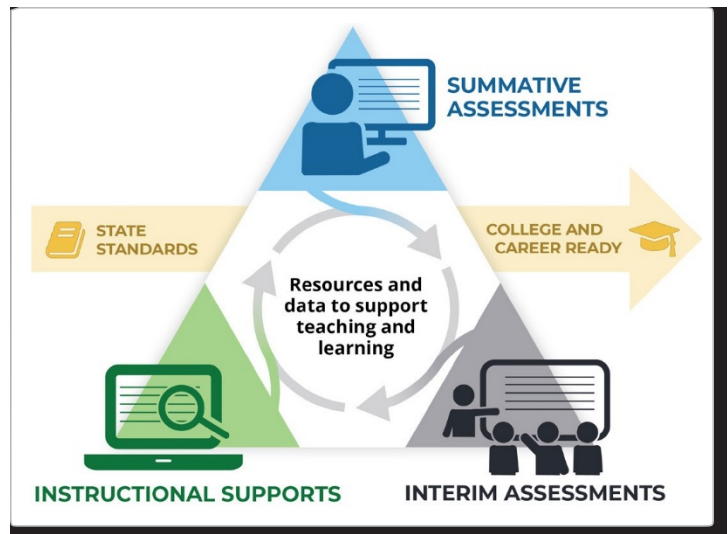 SUMMATIVE
ASSESSMENTS
STATE
STANDARDS
COLLEGE AND
CAREER READY
Resources and
data to support
teaching and
learning
INSTRUCTIONAL SUPPORTS
INTERIM ASSESSMENTS